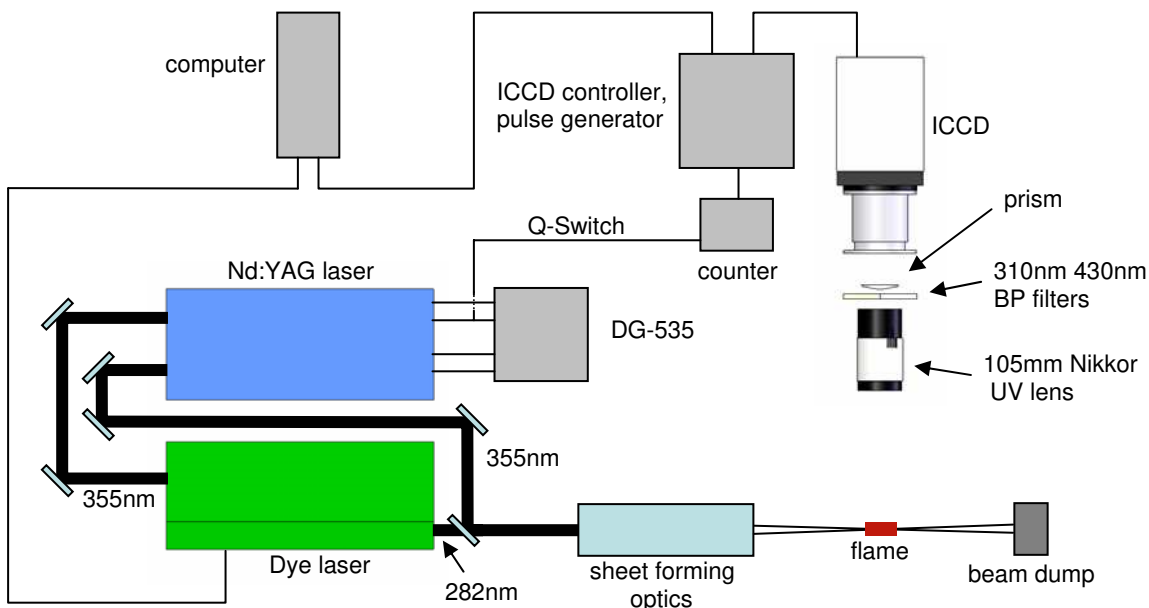 computer
ICCD controller,
pulse generator
ICCD
prism
Q-Switch
counter
310nm 430nm
BP filters
Nd:YAG laser
DG-535
105mm Nikkor
UV lens
355nm
355nm
Dye laser
282nm
sheet forming
optics
flame
beam dump